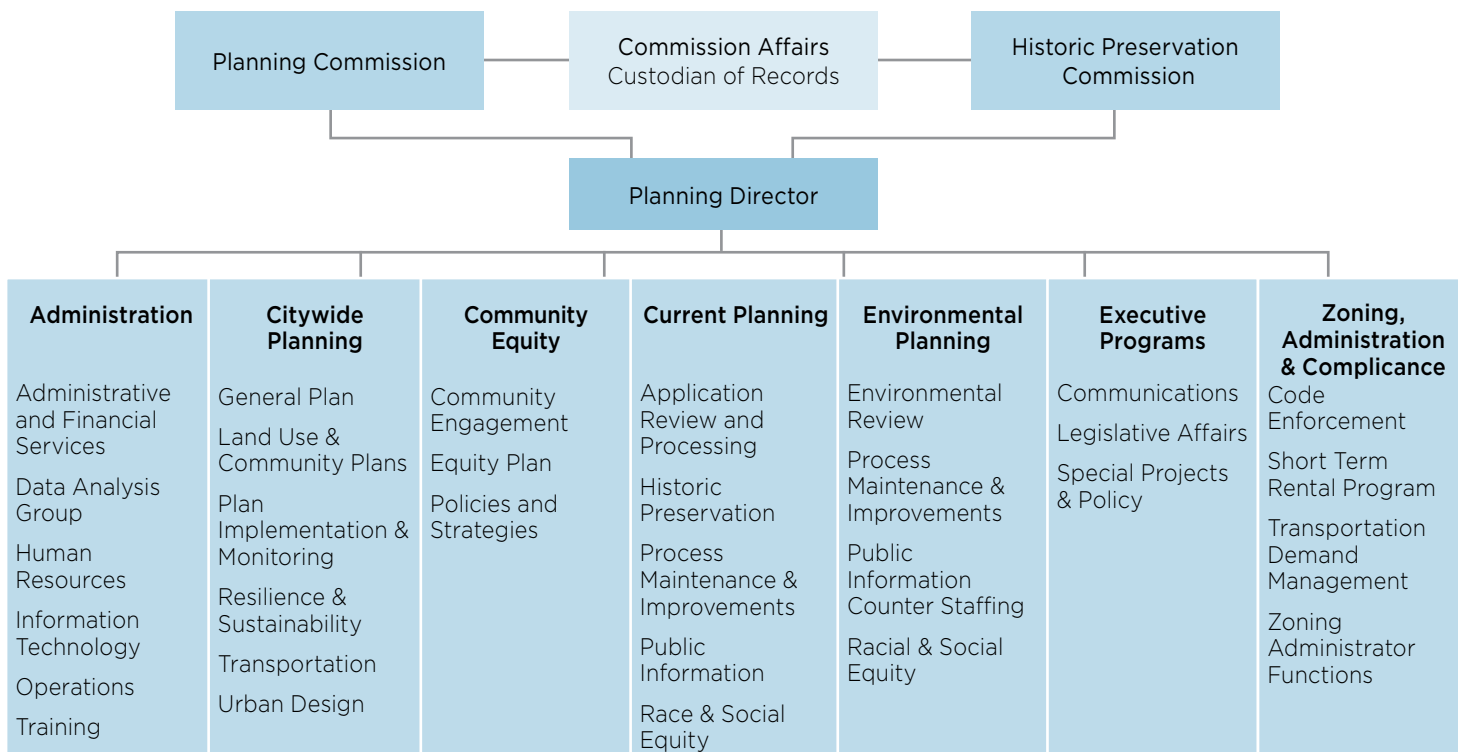 Planning Commission
Commission Affairs
Custodian of Records
Historic Preservation
Commission
Planning Director
Administration
Administrative
and Financial
Services
Data Analysis
Group
Human
Resources
Information
Technology
Operations
Training
Citywide
Planning
General Plan
Land Use &
Community Plans
Plan
Implementation &
Monitoring
Resilience &
Sustainability
Transportation
Urban Design
Community
Equity
Community
Engagement
Equity Plan
Policies and
Strategies
Current Planning
Application
Review and
Processing
Historic
Preservation
Process
Maintenance &
Improvements
Public
Information
Race & Social
Equity
Environmental
Planning
Environmental
Review
Process
Maintenance &
Improvements
Public
Information
Counter Staffing
Racial & Social
Equity
Executive
Programs
Communications
Legislative Affairs
Special Projects
& Policy
Zoning,
Administration
& Complicance
Code
Enforcement
Short Term
Rental Program
Transportation
Demand
Management
Zoning
Administrator
Functions